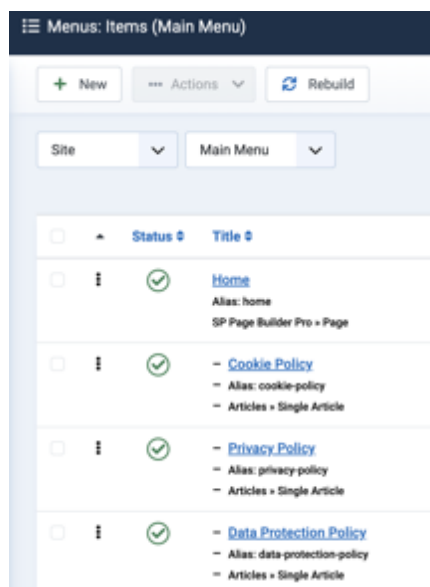 Menus: Items (Main Menu)
+ New
••• Actions
Rebuild
Site
Main Menu
Status
Title
Home
Alias: home
SP Page Builder Pro » Page
– Cookie Policy
– Alias: cookie-policy
– Articles » Single Article
– Privacy Policy
– Alias: privacy-policy
– Articles » Single Article
– Data Protection Policy
– Alias: data-protection-policy
– Articles » Single Article